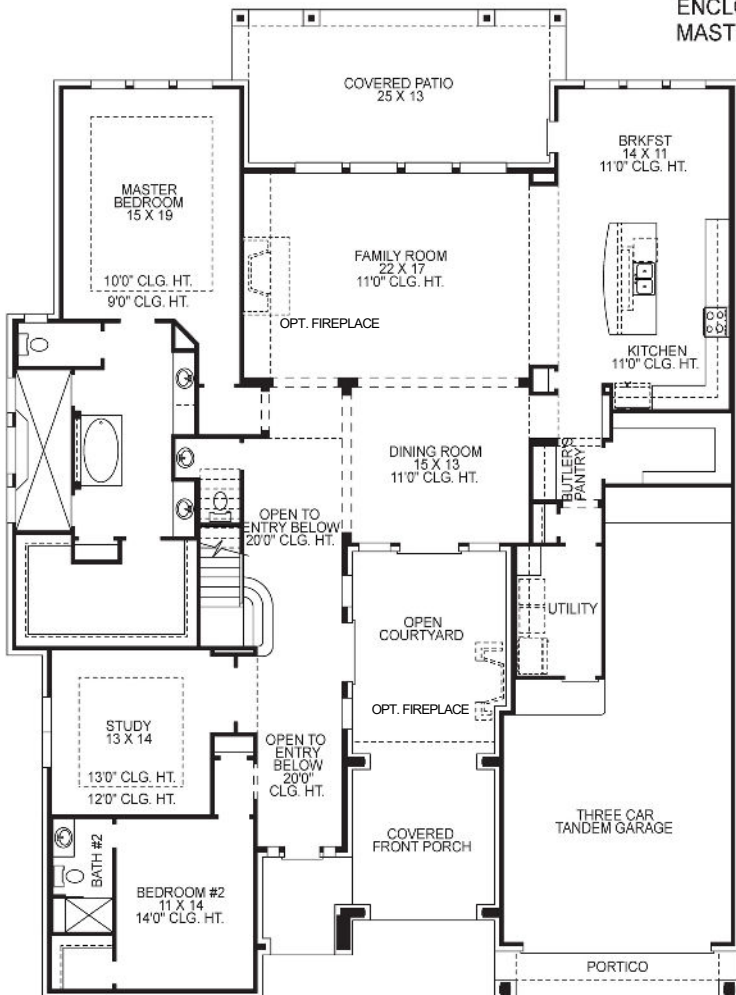 ENCLO
MAST
COVERED PATIO
25 X 13
BRKFST
14 X 11
11'0" CLG. HT.
MASTER
BEDROOM
15 X 19
10'0" CLG. HT.
9'0" CLG. HT.
FAMILY ROOM
22 X 17
11'0" CLG. HT.
OPT. FIREPLACE
KITCHEN
11'0" CLG. HT.
DINING ROOM
15 X 13
11'0" CLG. HT.
BUTLER'S
PANTRY
OPEN TO
ENTRY BELOW
20'0" CLG. HT.
OPEN
COURTYARD
UTILITY
OPT. FIREPLACE
STUDY
13 X 14
13'0" CLG. HT.
12'0" CLG. HT.
OPEN TO
ENTRY
BELOW
20'0"
CLG. HT.
THREE CAR
TANDEM GARAGE
COVERED
FRONT PORCH
BATH #2
BEDROOM #2
11 X 14
14'0" CLG. HT.
PORTICO